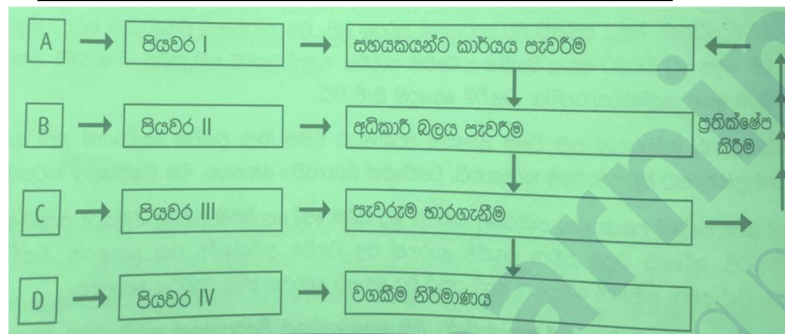 A පියවර I සහයකයන්ට කාර්යය පැවරීම
B පියවර II අධිකාරී බලය පැවරීම
ප්‍රතික්ෂේප
කිරීම
C පියවර III පැවරුම භාරගැනීම
D පියවර IV වගකීම නිර්මාණය